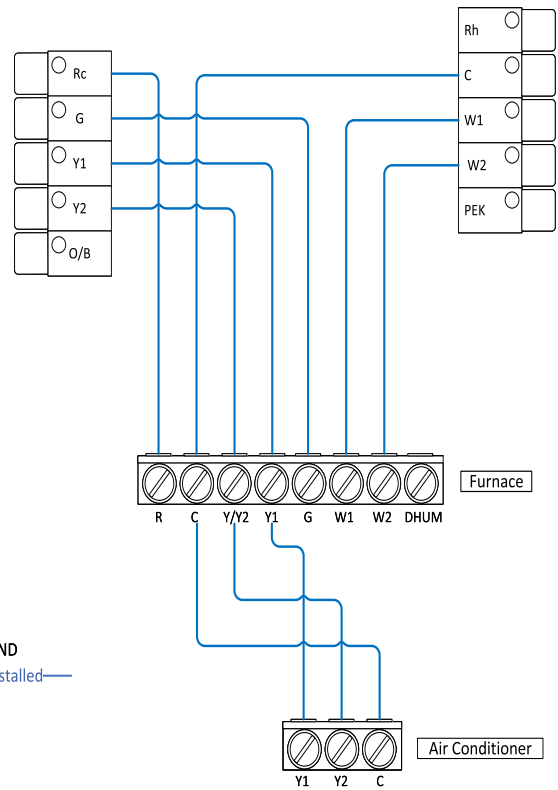 Rc
G
Y1
Y2
O/B
Rh
C
W1
W2
PEK
Furnace
R C Y/Y2 Y1 G W1 W2 DHUM
ND
stalled
Air Conditioner
Y1 Y2 C